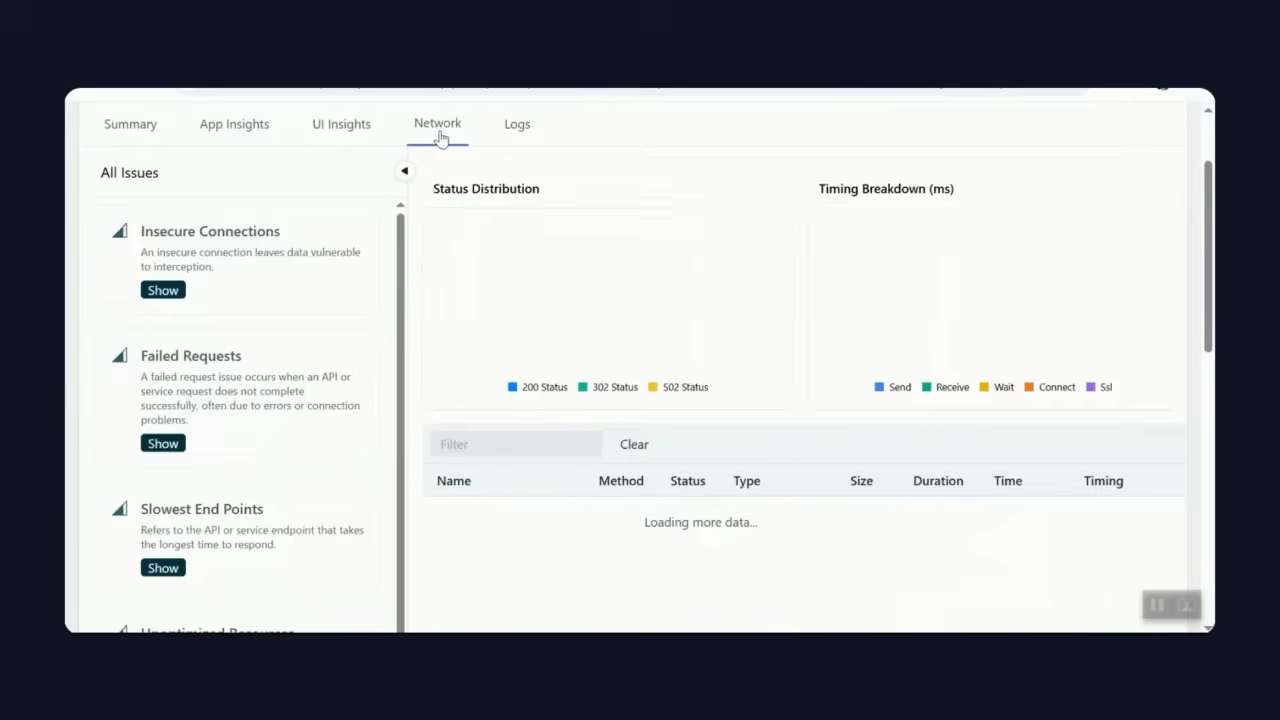 Summary App Insights UI Insights Network Logs
All Issues
Insecure Connections
An insecure connection leaves data vulnerable
to interception.
Show
Failed Requests
A failed request issue occurs when an API or
service request does not complete
successfully, often due to errors or connection
problems.
Show
Slowest End Points
Refers to the API or service endpoint that takes
the longest time to respond.
Show
Status Distribution
200 Status 302 Status 502 Status
Timing Breakdown (ms)
Send Receive Wait Connect Ssl
Filter Clear
Name Method Status Type Size Duration Time Timing
Loading more data...